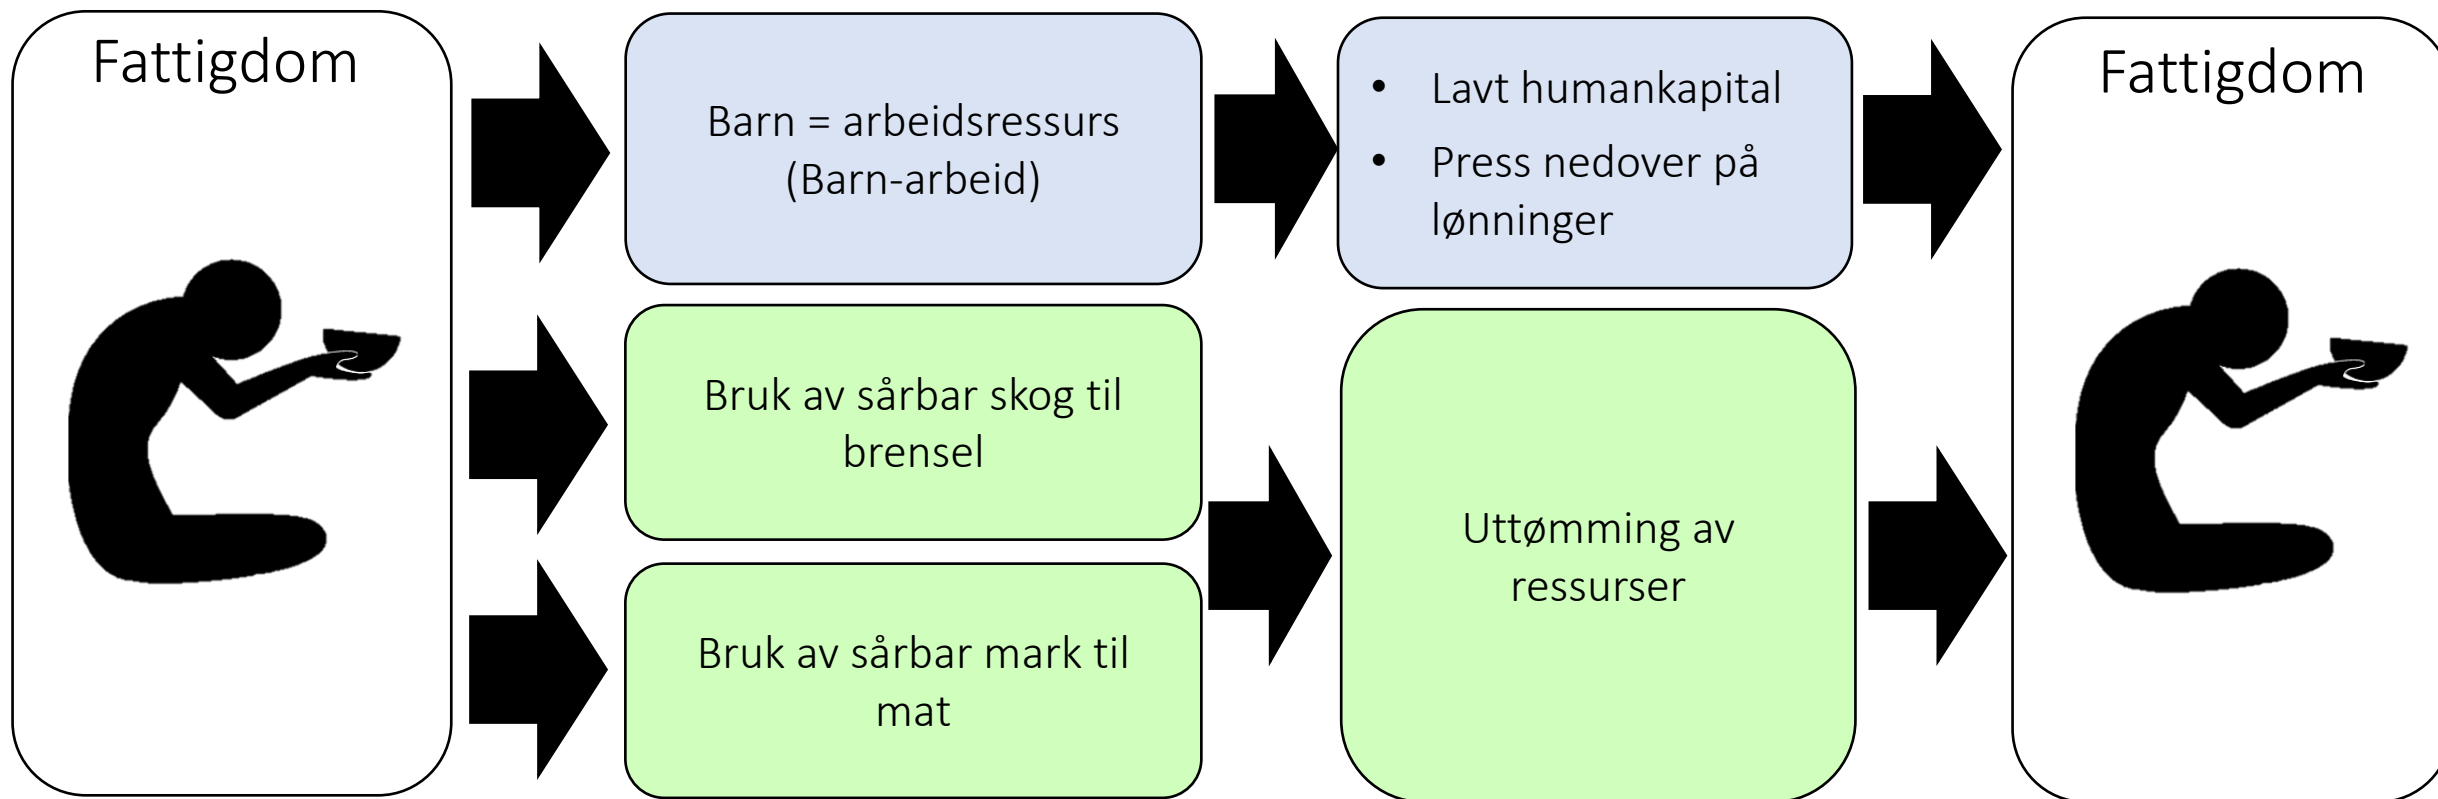 Fattigdom
Barn = arbeidsressurs
(Barn-arbeid)
• Lavt humankapital
• Press nedover på
lønninger
Bruk av sårbar skog til
brensel
Bruk av sårbar mark til
mat
Uttømming av
ressurser
Fattigdom